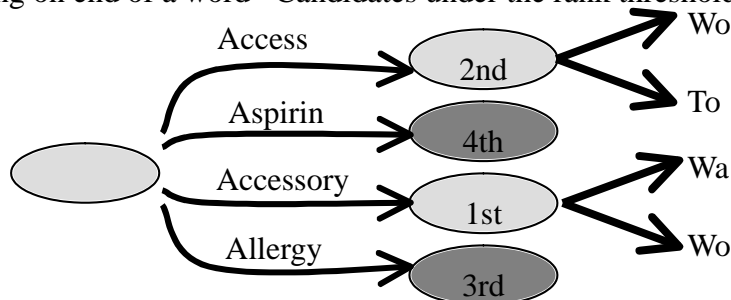 ng on end of a word Candidates under the rank threshold
Access
2nd
Wo
To
Aspirin
4th
Accessory
1st
Wa
Wo
Allergy
3rd